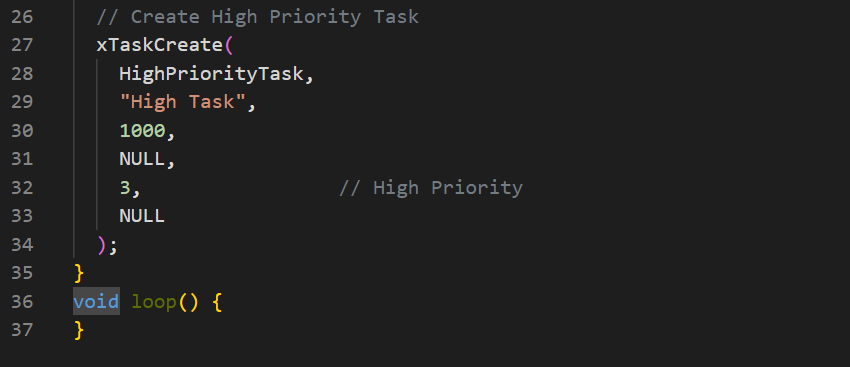 26 // Create High Priority Task
27 xTaskCreate(
28 HighPriorityTask,
29 "High Task",
30 1000,
31 NULL,
32 3, // High Priority
33 NULL
34 );
35 }
36 void loop() {
37 }